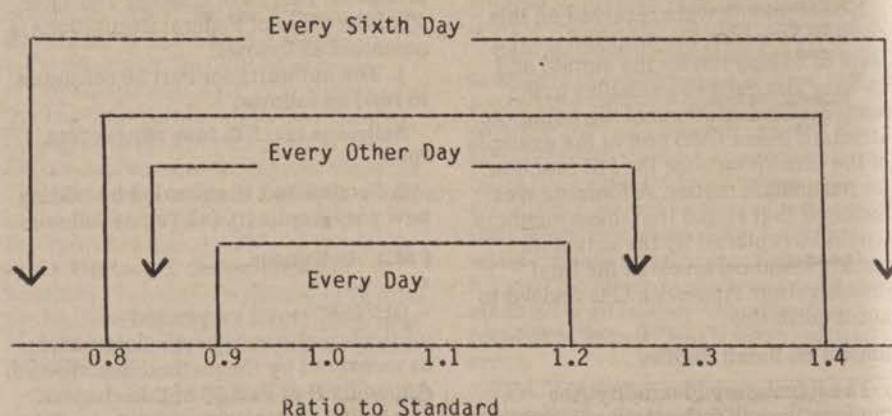 Every Sixth Day
Every Other Day
Every Day
0.8 0.9 1.0 1.1 1.2 1.3 1.4
Ratio to Standard